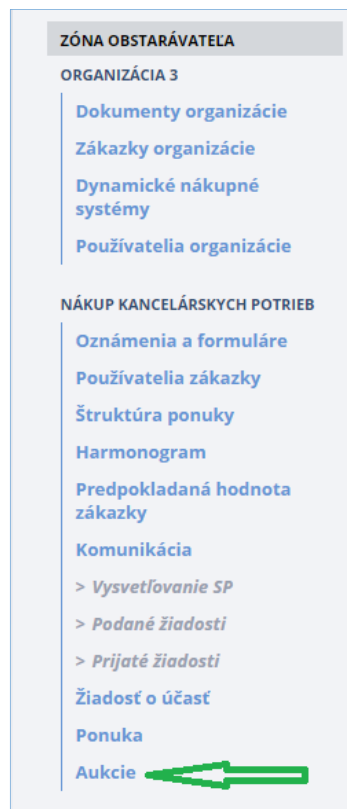 ZÓNA OBSTARÁVATEĽA
ORGANIZÁCIA 3
Dokumenty organizácie
Zákazky organizácie
Dynamické nákupné
systémy
Používatelia organizácie
NÁKUP KANCELÁRSKYCH POTRIEB
Oznámenia a formuláre
Používatelia zákazky
Štruktúra ponuky
Harmonogram
Predpokladaná hodnota
zákazky
Komunikácia
> Vysvetľovanie SP
> Podané žiadosti
> Prijaté žiadosti
Žiadosť o účasť
Ponuka
Aukcie